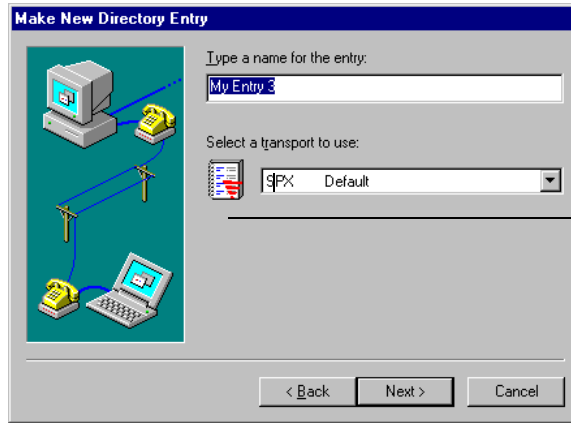 Make New Directory Entry
Type a name for the entry:
My Entry 3
Select a transport to use:
SPX Default
< Back Next > Cancel